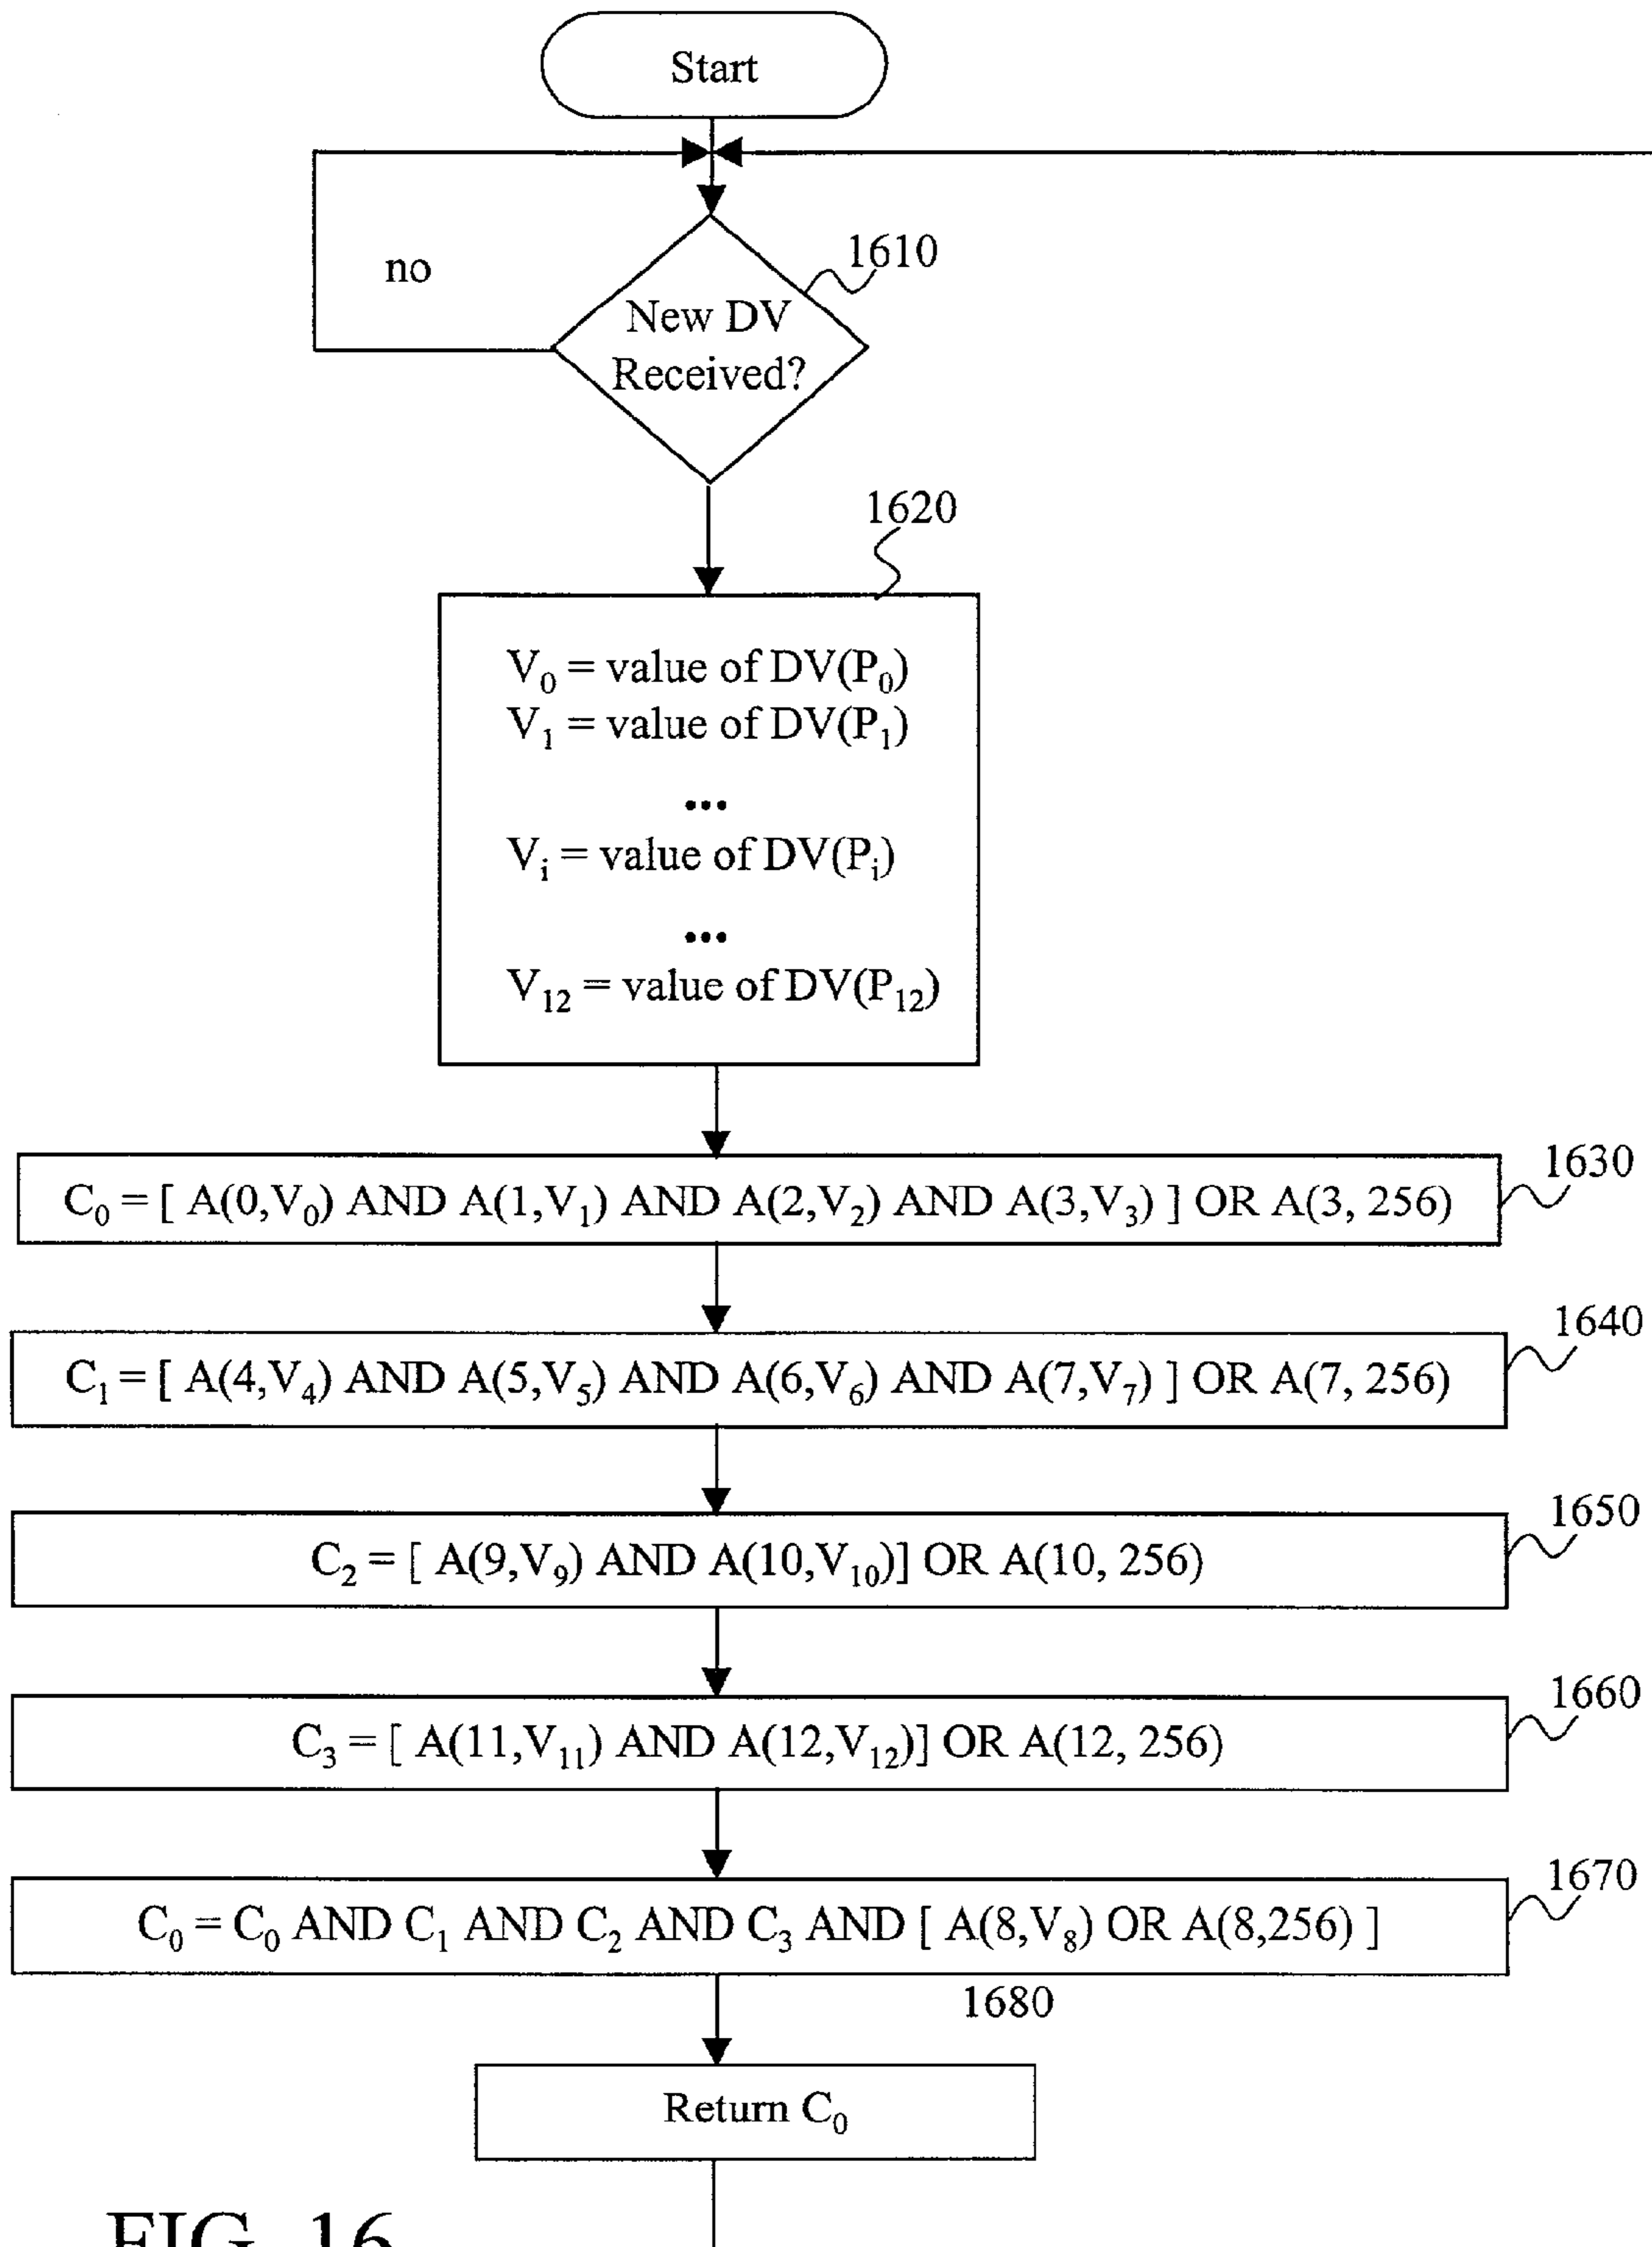 Start
no
1610
New DV
Received?
1620
V₀ = value of DV(P₀)
V₁ = value of DV(P₁)
•••
Vᵢ = value of DV(Pᵢ)
•••
V₁₂ = value of DV(P₁₂)
1630
C₀ = [ A(0,V₀) AND A(1,V₁) AND A(2,V₂) AND A(3,V₃) ] OR A(3, 256)
1640
C₁ = [ A(4,V₄) AND A(5,V₅) AND A(6,V₆) AND A(7,V₇) ] OR A(7, 256)
1650
C₂ = [ A(9,V₉) AND A(10,V₁₀)] OR A(10, 256)
1660
C₃ = [ A(11,V₁₁) AND A(12,V₁₂)] OR A(12, 256)
1670
C₀ = C₀ AND C₁ AND C₂ AND C₃ AND [ A(8,V₈) OR A(8,256) ]
1680
Return C₀
FIG. 16